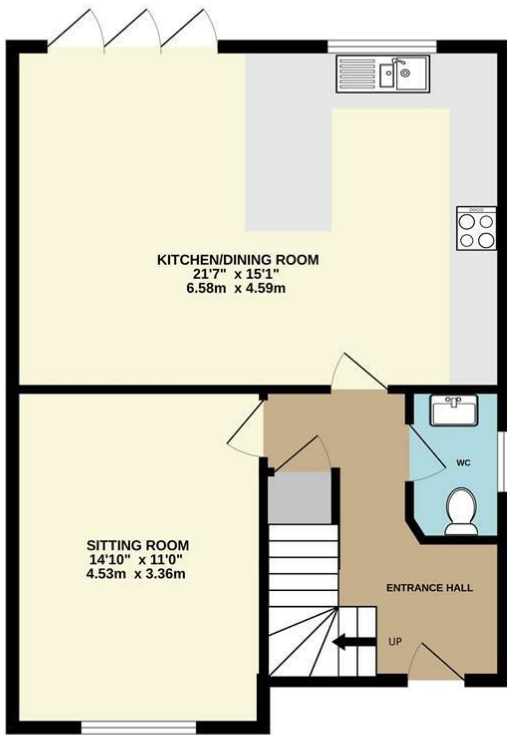 KITCHEN/DINING ROOM
21'7" x 15'1"
6.58m x 4.59m
WC
SITTING ROOM
14'10" x 11'0"
4.53m x 3.36m
ENTRANCE HALL
UP